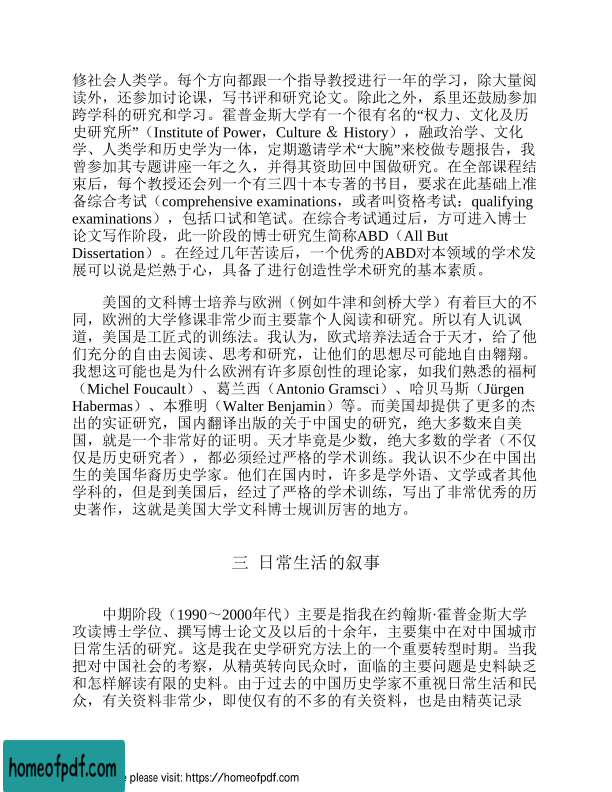 修社会人类学。每个方向都跟一个指导教授进行一年的学习，除大量阅
读外，还参加讨论课，写书评和研究论文。除此之外，系里还鼓励参加
跨学科的研究和学习。霍普金斯大学有一个很有名的“权力、文化及历
史研究所”（Institute of Power，Culture ＆ History），融政治学、文化
学、人类学和历史学为一体，定期邀请学术“大腕”来校做专题报告，我
曾参加其专题讲座一年之久，并得其资助回中国做研究。在全部课程结
束后，每个教授还会列一个有三四十本专著的书目，要求在此基础上准
备综合考试（comprehensive examinations，或者叫资格考试：qualifying
examinations），包括口试和笔试。在综合考试通过后，方可进入博士
论文写作阶段，此一阶段的博士研究生简称ABD（All But
Dissertation）。在经过几年苦读后，一个优秀的ABD对本领域的学术发
展可以说是烂熟于心，具备了进行创造性学术研究的基本素质。
美国的文科博士培养与欧洲（例如牛津和剑桥大学）有着巨大的不
同，欧洲的大学修课非常少而主要靠个人阅读和研究。所以有人讥讽
道，美国是工匠式的训练法。我认为，欧式培养法适合于天才，给了他
们充分的自由去阅读、思考和研究，让他们的思想尽可能地自由翱翔。
我想这可能也是为什么欧洲有许多原创性的理论家，如我们熟悉的福柯
（Michel Foucault）、葛兰西（Antonio Gramsci）、哈贝马斯（Jürgen
Habermas）、本雅明（Walter Benjamin）等。而美国却提供了更多的杰
出的实证研究，国内翻译出版的关于中国史的研究，绝大多数来自美
国，就是一个非常好的证明。天才毕竟是少数，绝大多数的学者（不仅
仅是历史研究者），都必须经过严格的学术训练。我认识不少在中国出
生的美国华裔历史学家。他们在国内时，许多是学外语、文学或者其他
学科的，但是到美国后，经过了严格的学术训练，写出了非常优秀的历
史著作，这就是美国大学文科博士规训厉害的地方。
三 日常生活的叙事
中期阶段（1990～2000年代）主要是指我在约翰斯·霍普金斯大学
攻读博士学位、撰写博士论文及以后的十余年，主要集中在对中国城市
日常生活的研究。这是我在史学研究方法上的一个重要转型时期。当我
把对中国社会的考察，从精英转向民众时，面临的主要问题是史料缺乏
和怎样解读有限的史料。由于过去的中国历史学家不重视日常生活和民
众，有关资料非常少，即使仅有的不多的有关资料，也是由精英记录
homeofpdf.com
e please visit: https://homeofpdf.com